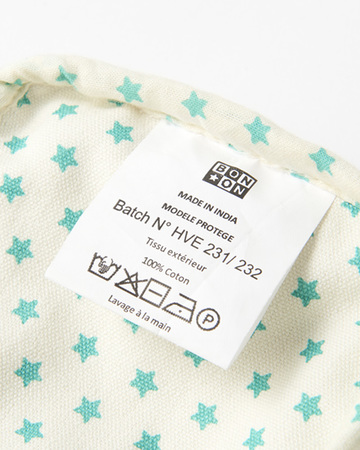 BON
TON
MADE IN INDIA
MODELE PROTEGE
Batch N° HVE 231/ 232
Tissu extérieur
100% Coton
P
Lavage à la main